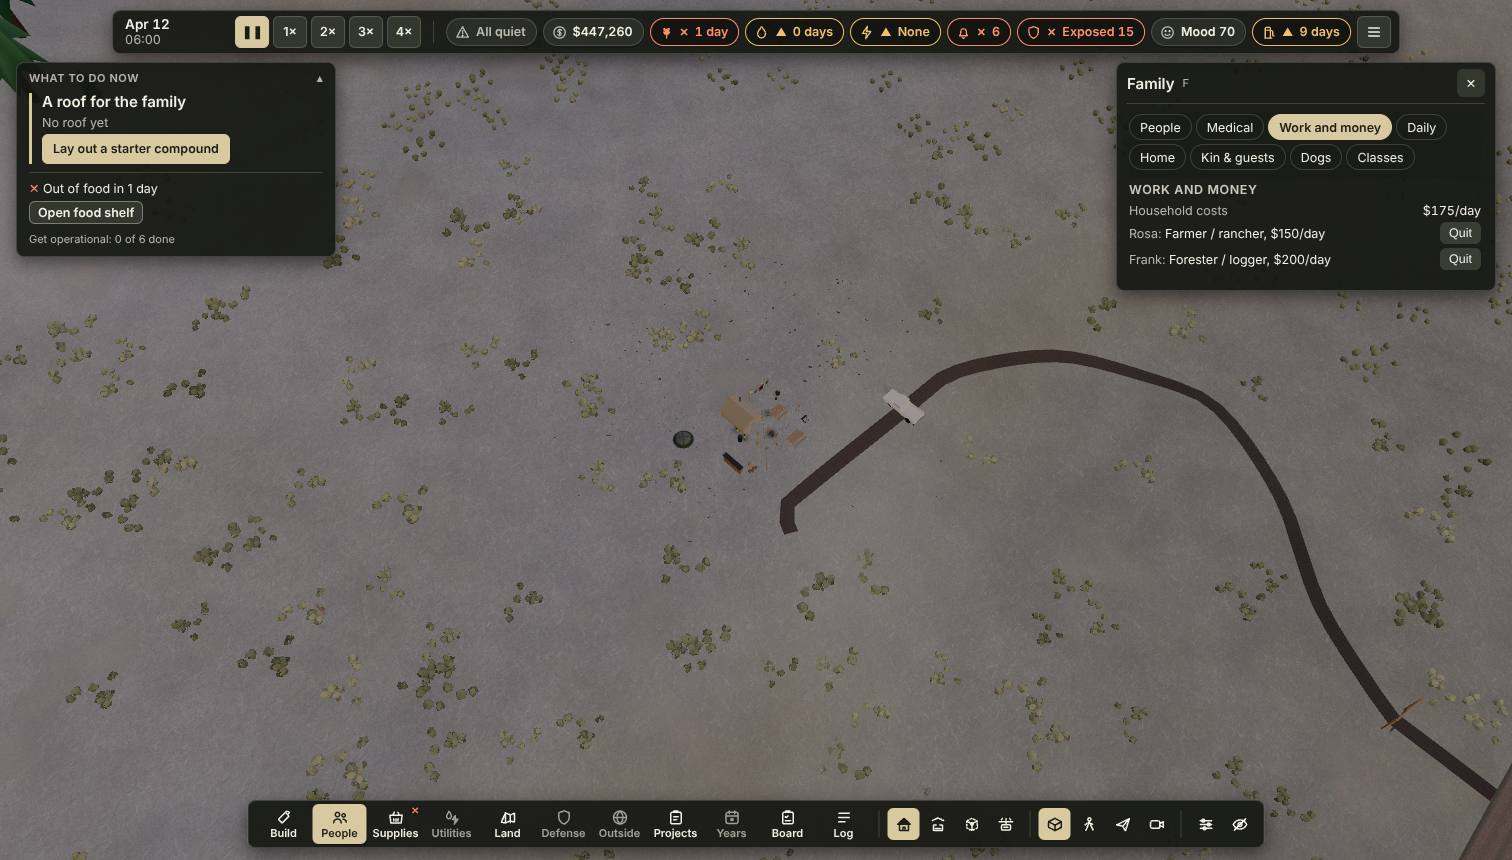 Apr 12
06:00
1×
2×
3×
4×
All quiet
$447,260
× 1 day
0 days
None
× 6
× Exposed 15
Mood 70
9 days
WHAT TO DO NOW
A roof for the family
No roof yet
Lay out a starter compound
× Out of food in 1 day
Open food shelf
Get operational: 0 of 6 done
Family F
People
Medical
Work and money
Daily
Home
Kin & guests
Dogs
Classes
WORK AND MONEY
Household costs $175/day
Rosa: Farmer / rancher, $150/day Quit
Frank: Forester / logger, $200/day Quit
Build
People
Supplies
Utilities
Land
Defense
Outside
Projects
Years
Board
Log